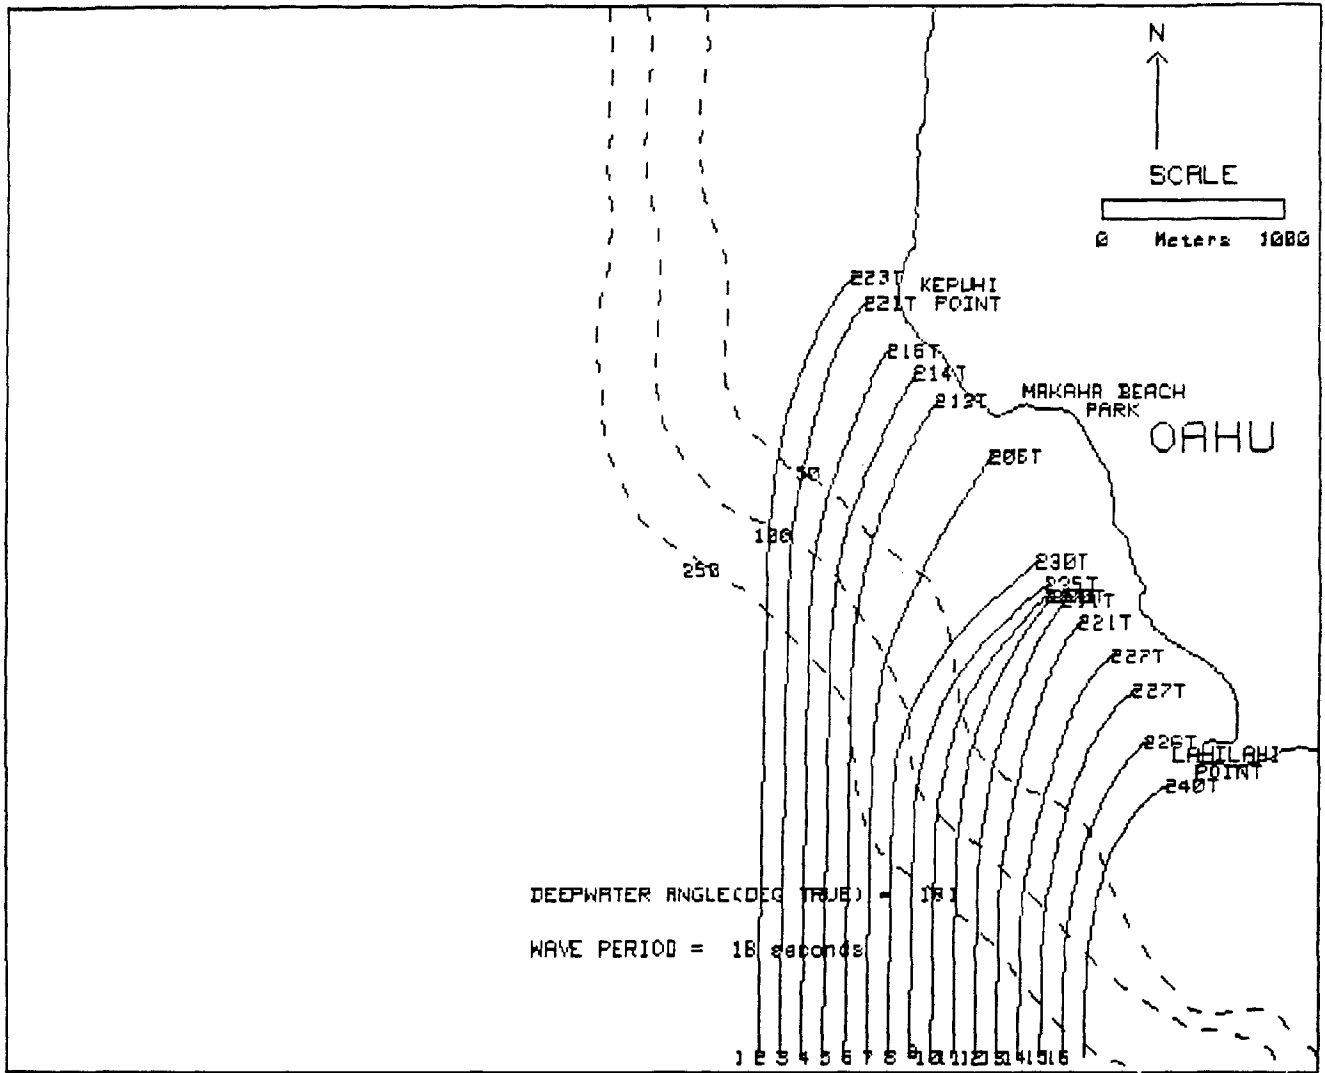 N
SCALE
0 Meters 1000
223T KEPUHI
221T POINT
216T
214T
MAKAHA BEACH
PARK
213T
OAHU
206T
50
100
250
230T
235T
221T
227T
227T
226T
LAHILAHI
POINT
240T
DEEPWATER ANGLE(DEG TRUE) =
WAVE PERIOD = 18 seconds
1 2 3 4 5 6 7 8 9 10 11 12 13 14 15 16